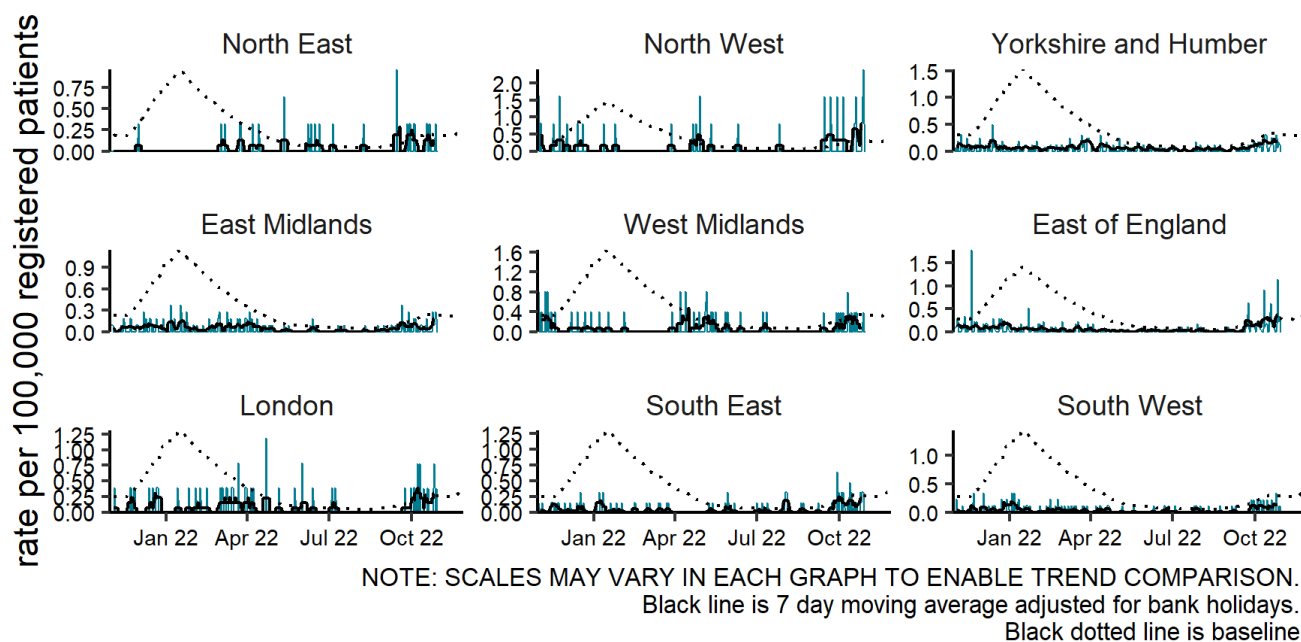 rate per 100,000 registered patients
North East
0.75
0.50
0.25
0.00
North West
2.0
1.5
1.0
0.5
0.0
Yorkshire and Humber
1.5
1.0
0.5
0.0
East Midlands
0.9
0.6
0.3
0.0
West Midlands
1.6
1.2
0.8
0.4
0.0
East of England
1.5
1.0
0.5
0.0
London
1.25
1.00
0.75
0.50
0.25
0.00
Jan 22 Apr 22 Jul 22 Oct 22
South East
1.25
1.00
0.75
0.50
0.25
0.00
Jan 22 Apr 22 Jul 22 Oct 22
South West
1.0
0.5
0.0
Jan 22 Apr 22 Jul 22 Oct 22
NOTE: SCALES MAY VARY IN EACH GRAPH TO ENABLE TREND COMPARISON.
Black line is 7 day moving average adjusted for bank holidays.
Black dotted line is baseline